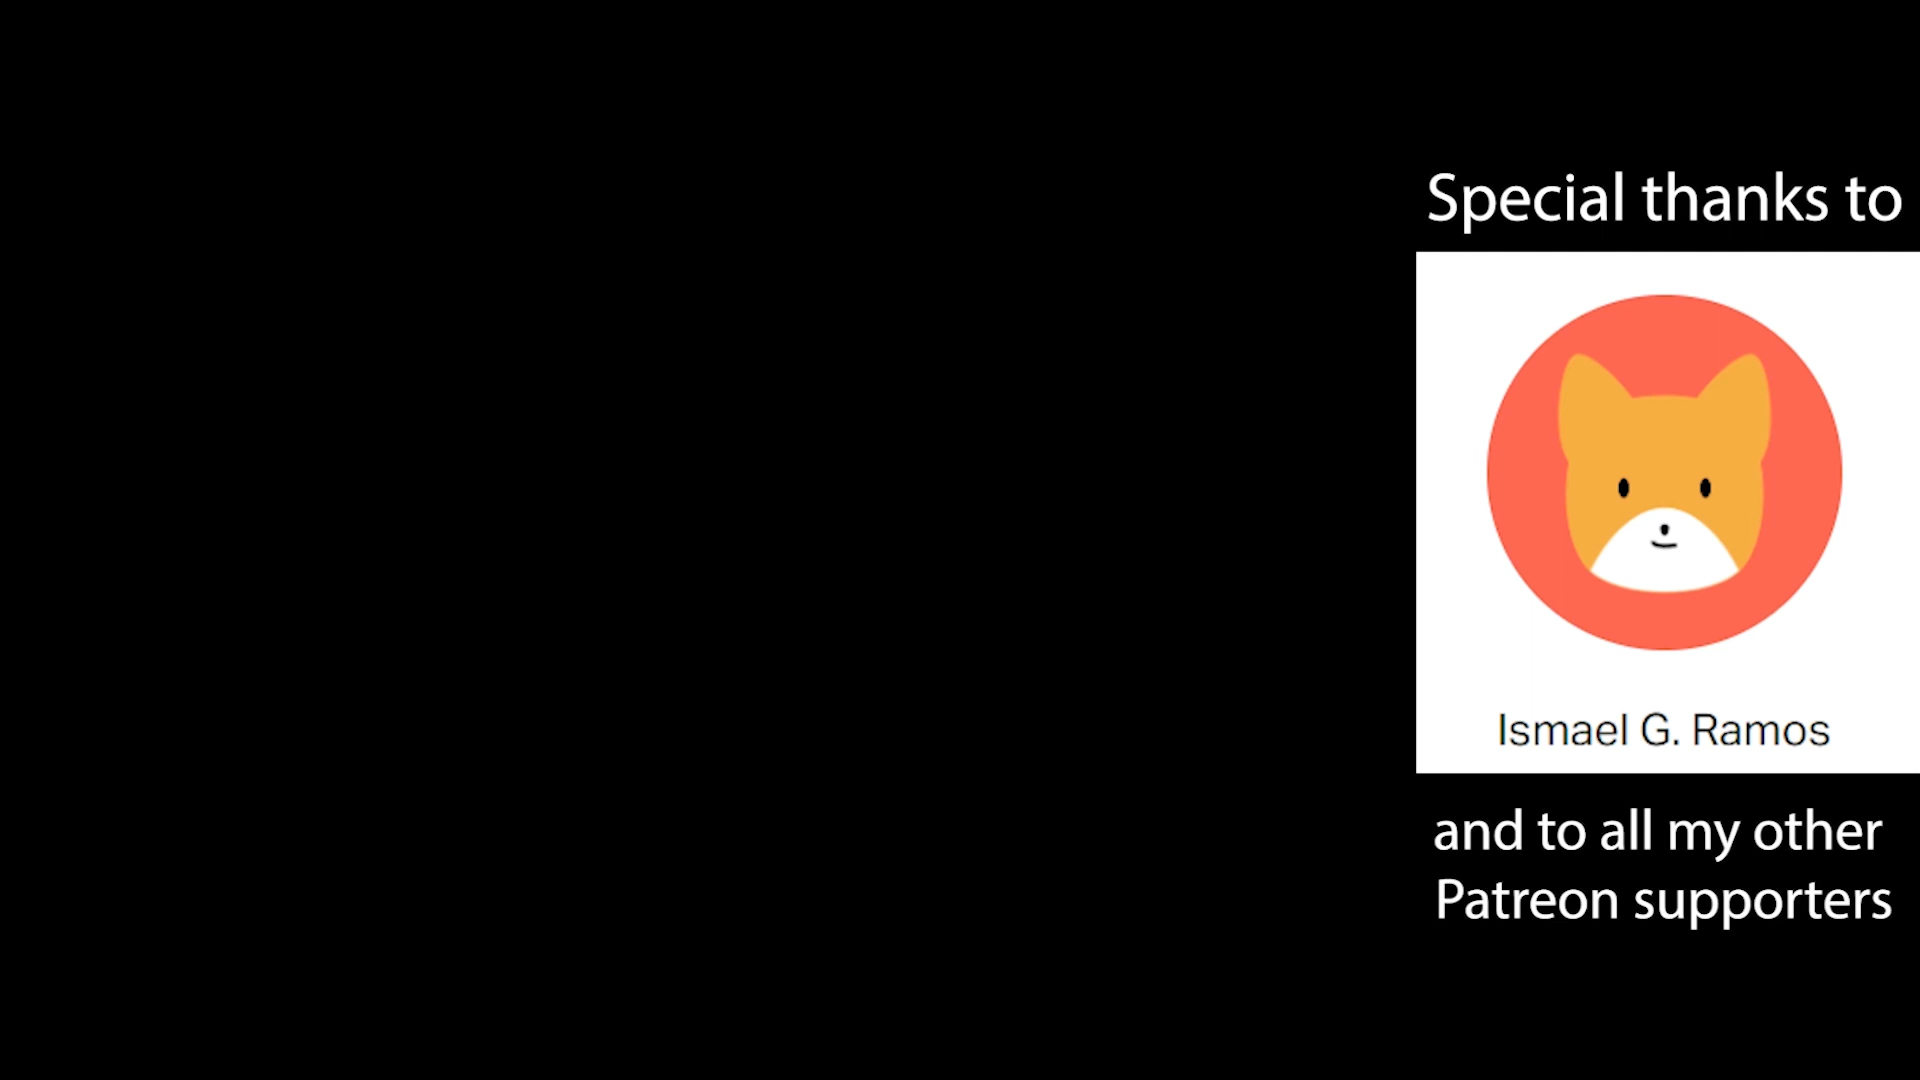 Special thanks to
Ismael G. Ramos
and to all my other
Patreon supporters